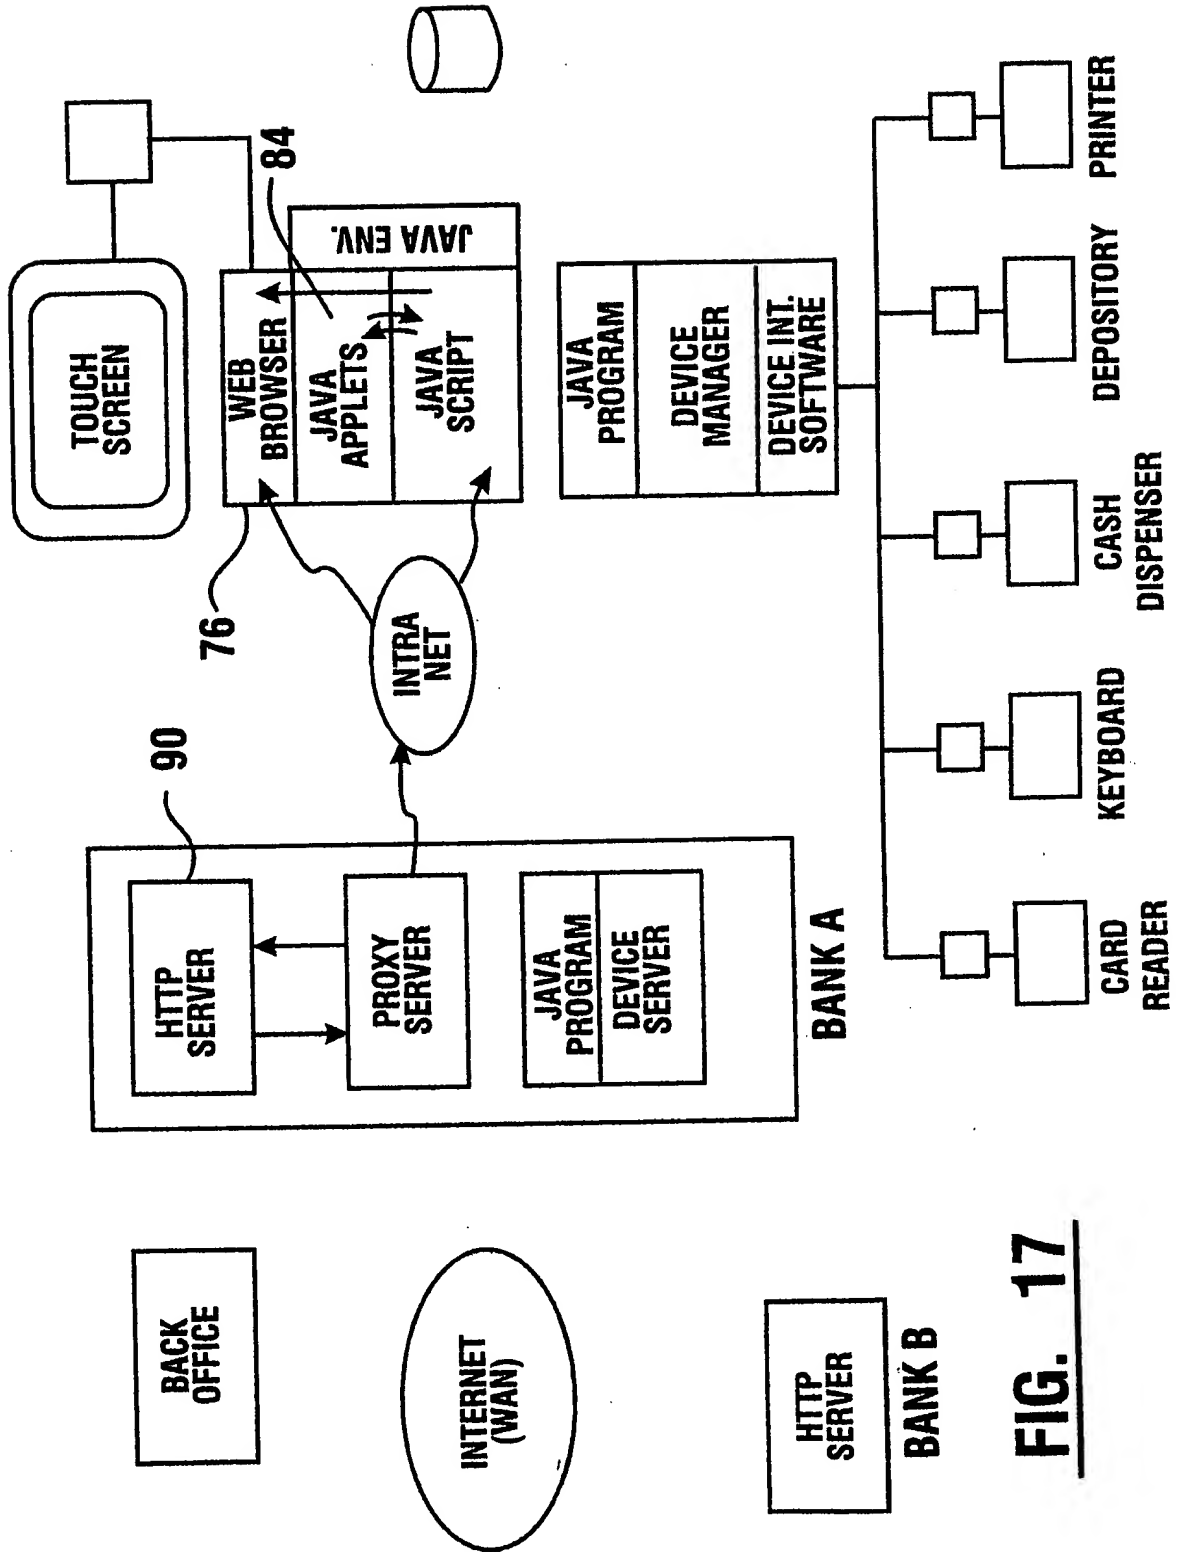 BACK
OFFICE
INTERNET
(WAN)
HTTP
SERVER
BANK B
HTTP
SERVER
90
PROXY
SERVER
JAVA
PROGRAM
DEVICE
SERVER
BANK A
INTRA
NET
TOUCH
SCREEN
76
WEB
BROWSER
JAVA
APPLETS
JAVA
SCRIPT
JAVA ENV.
84
JAVA
PROGRAM
DEVICE
MANAGER
DEVICE INT.
SOFTWARE
CARD
READER
KEYBOARD
CASH
DISPENSER
DEPOSITORY
PRINTER
FIG. 17